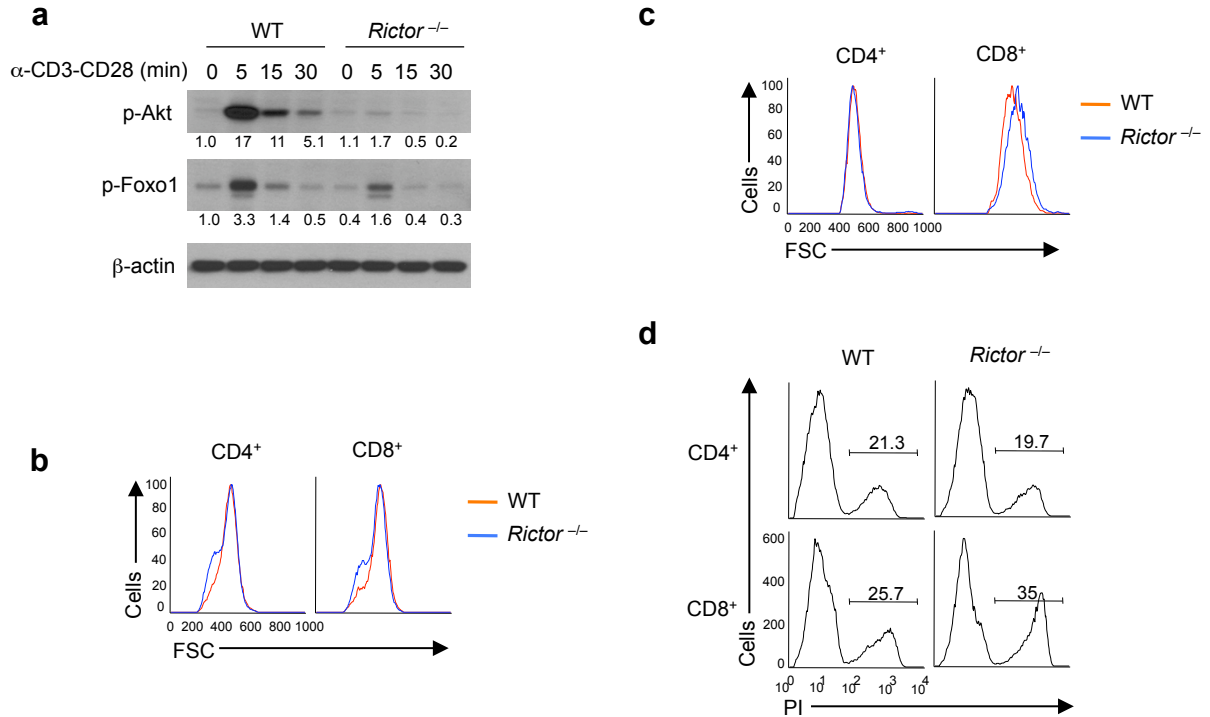 a
WT Rictor –/–
α-CD3-CD28 (min) 0 5 15 30 0 5 15 30
p-Akt
1.0 17 11 5.1 1.1 1.7 0.5 0.2
p-Foxo1
1.0 3.3 1.4 0.5 0.4 1.6 0.4 0.3
β-actin
b
CD4+ CD8+
100
80
60
40
20
0
Cells
0 200 400 600 800 1000
FSC
WT
Rictor –/–
c
CD4+ CD8+
100
80
60
40
20
0
Cells
0 200 400 600 800 1000
FSC
WT
Rictor –/–
d
WT Rictor –/–
CD4+
21.3 19.7
CD8+
25.7 35
600
400
200
0
Cells
100 101 102 103 104
PI